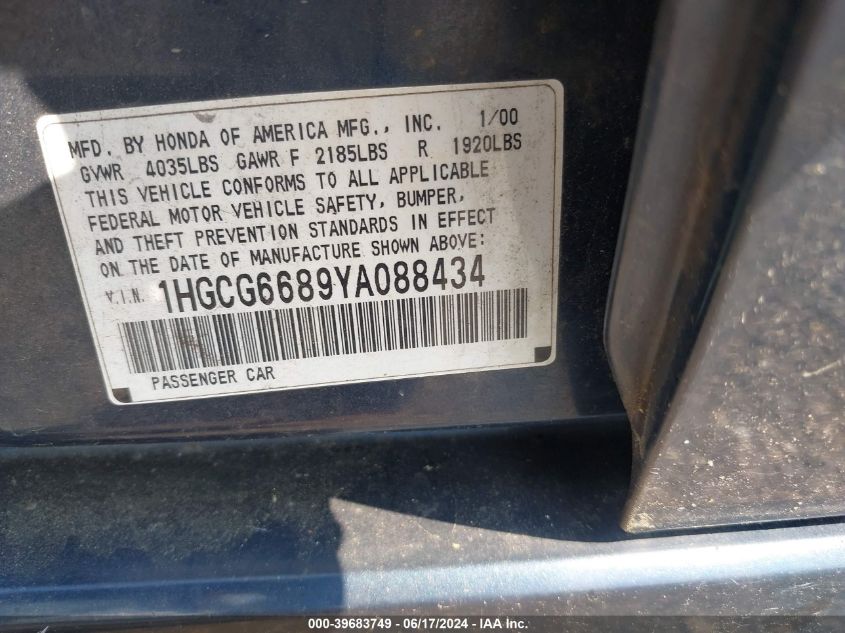 MFD. BY HONDA OF AMERICA MFG., INC. 1/00
GVWR 4035LBS GAWR F 2185LBS R 1920LBS
THIS VEHICLE CONFORMS TO ALL APPLICABLE
FEDERAL MOTOR VEHICLE SAFETY, BUMPER,
AND THEFT PREVENTION STANDARDS IN EFFECT
ON THE DATE OF MANUFACTURE SHOWN ABOVE:
V.I.N. 1HGCG6689YA088434
PASSENGER CAR
000-39683749 - 06/17/2024 - IAA Inc.